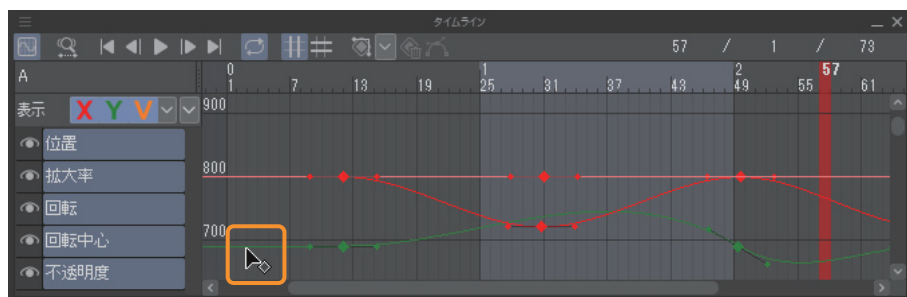 タイムライン
57 / 1 / 73
A
0 1 2 57
1 7 13 19 25 31 37 43 49 55 61
表示 X Y V
900
位置
拡大率
800
回転
回転中心
700
不透明度